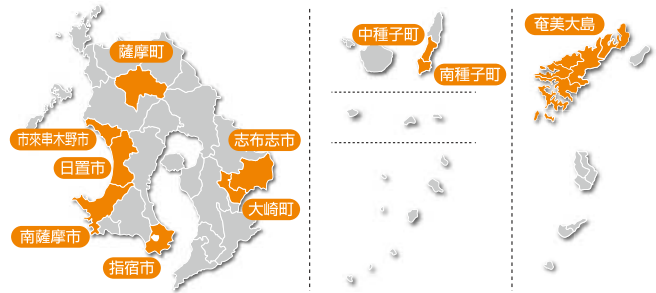 薩摩町
市來串木野市
日置市
南薩摩市
指宿市
志布志市
大崎町
中種子町
南種子町
奄美大島